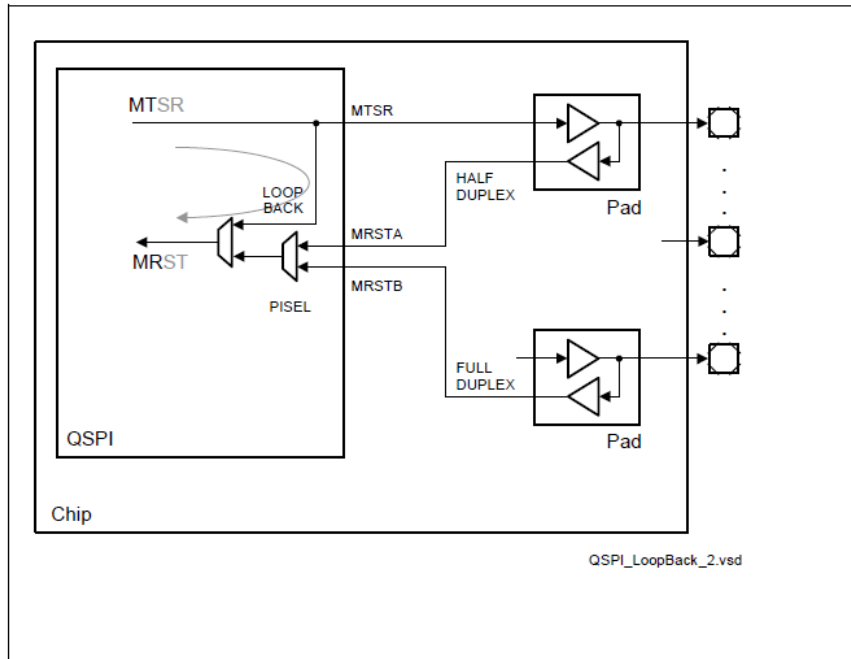 MTSR
MTSR
LOOP
BACK
HALF
DUPLEX
Pad
MRSTA
MRST
MRSTB
PISEL
FULL
DUPLEX
QSPI
Pad
Chip
QSPI_LoopBack_2.vsd